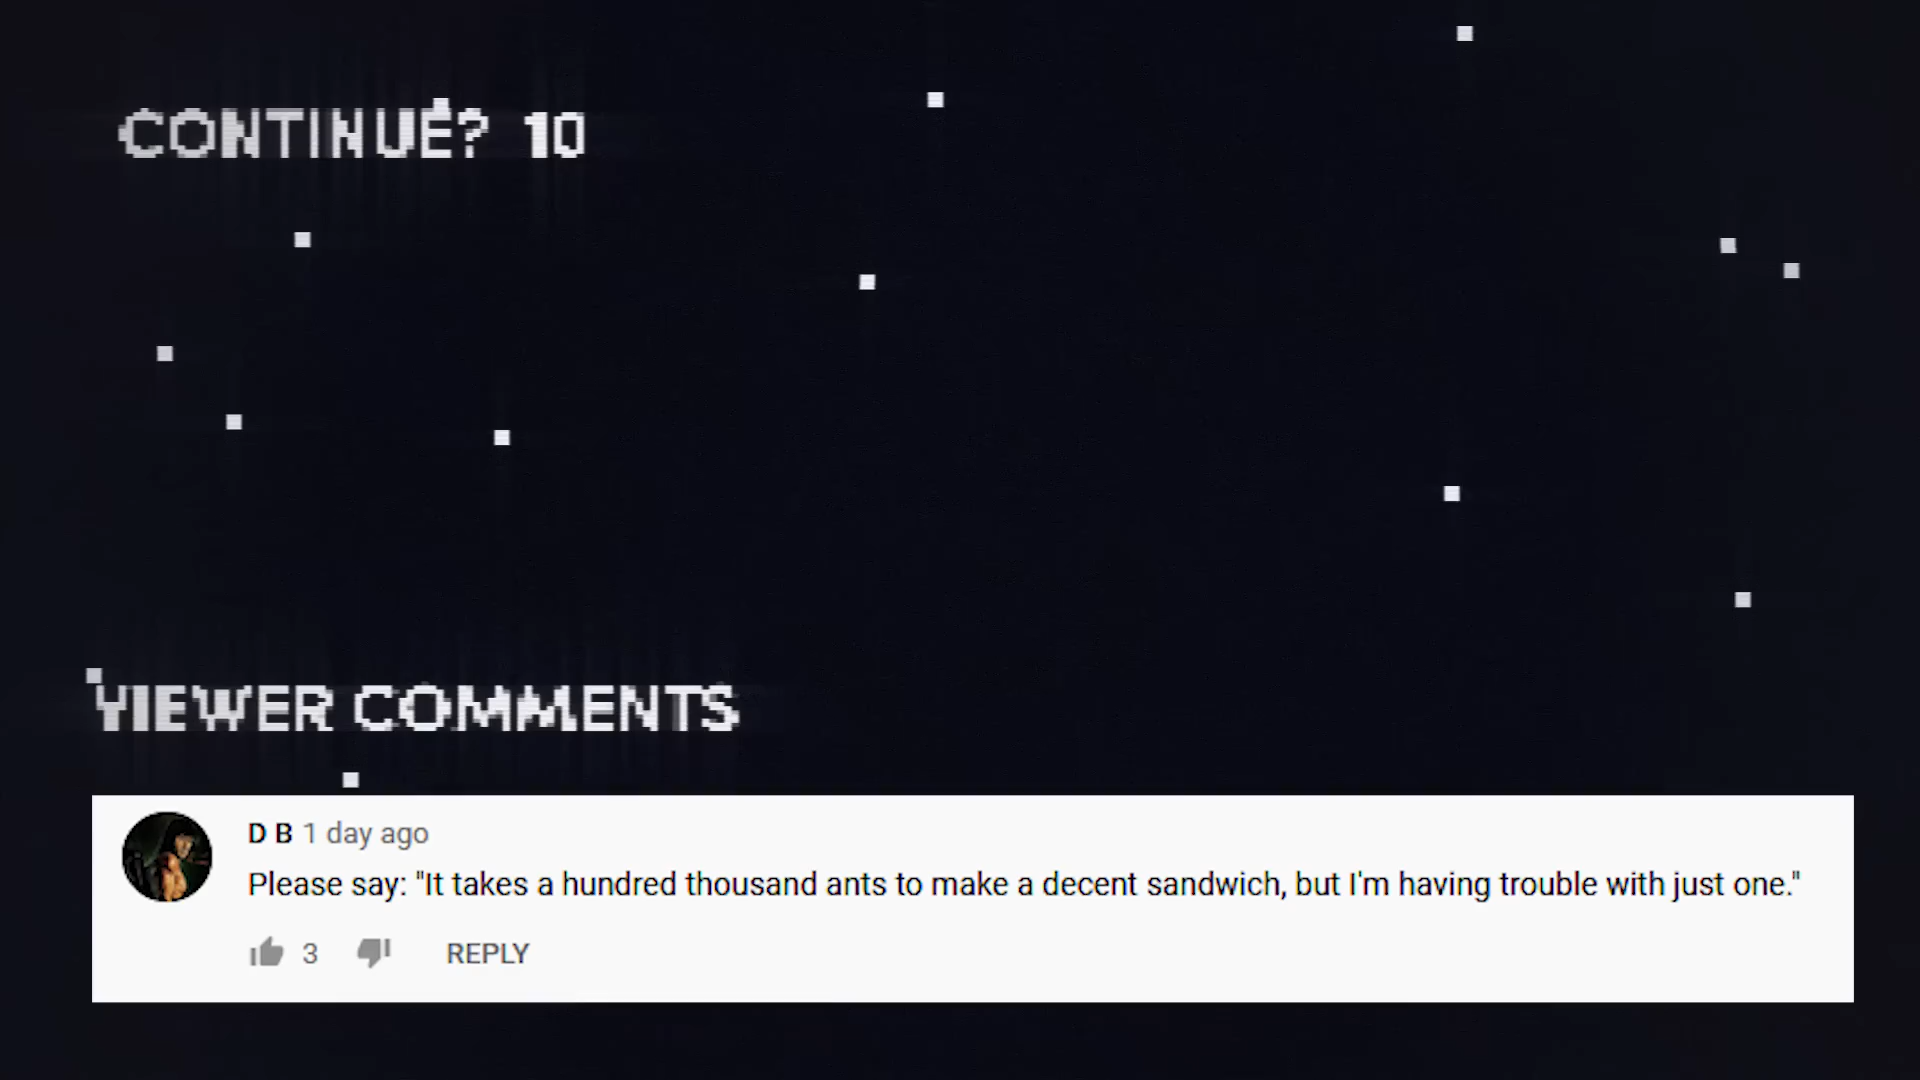 CONTINUE? 10
VIEWER COMMENTS
D B 1 day ago
Please say: "It takes a hundred thousand ants to make a decent sandwich, but I'm having trouble with just one."
3 REPLY